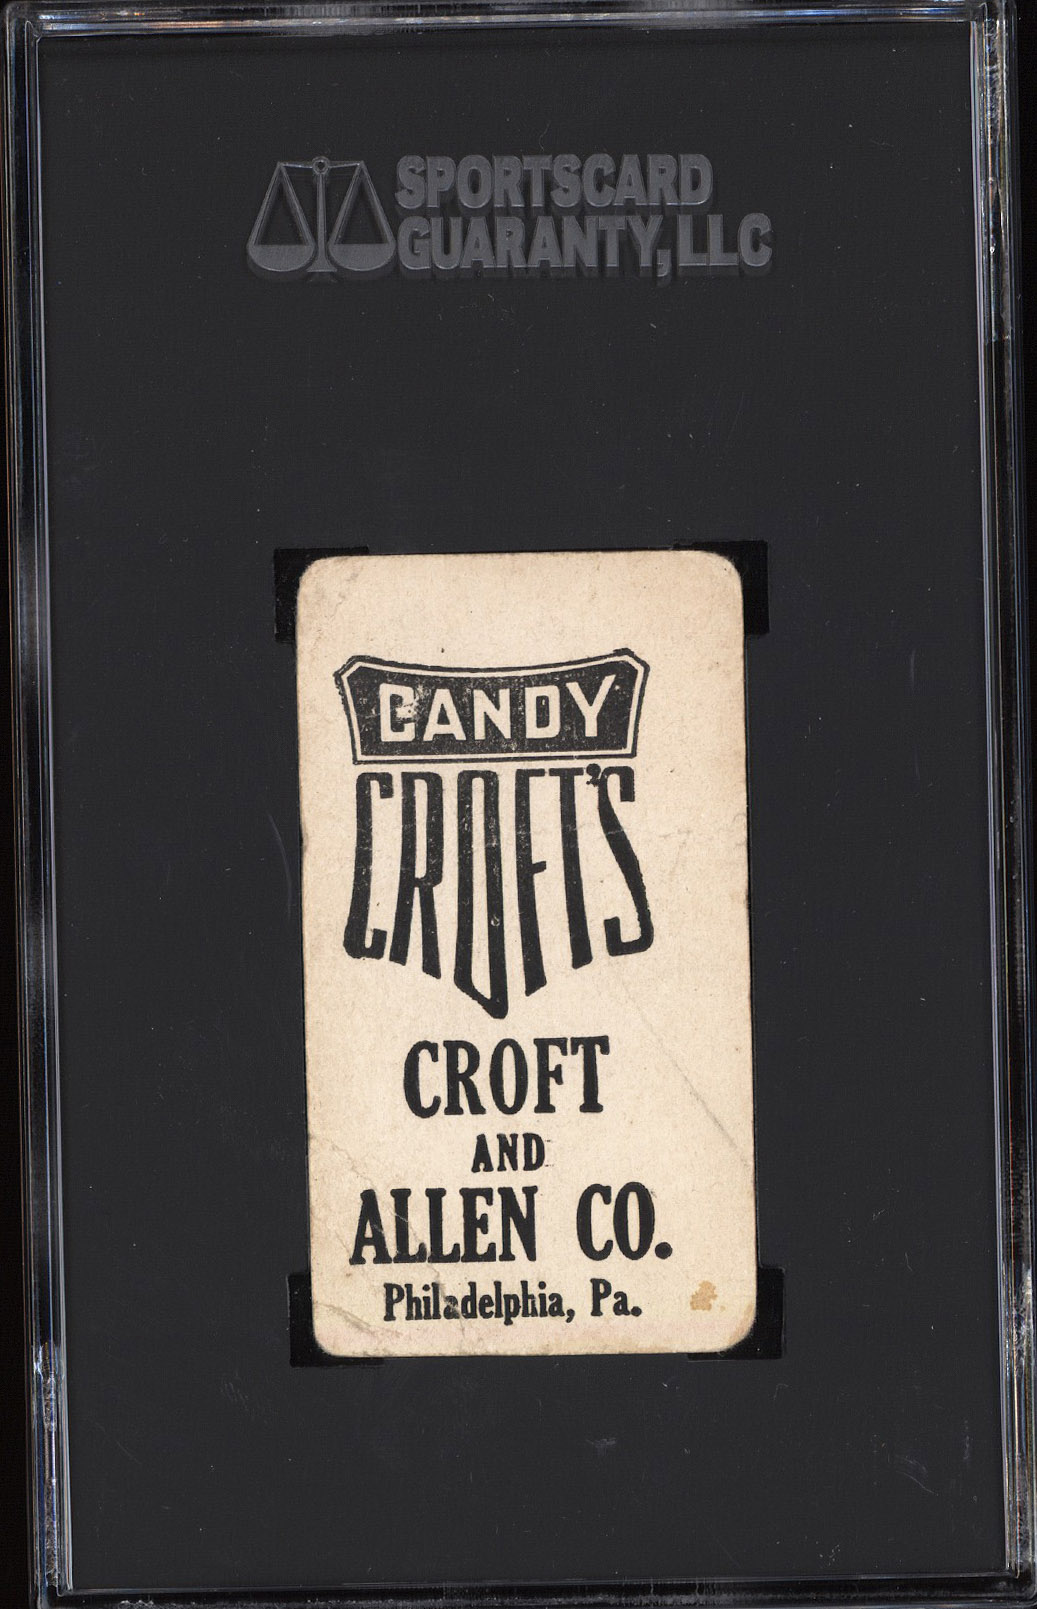 SPORTSCARD
GUARANTY, LLC
CANDY
CROFT'S
CROFT
AND
ALLEN CO.
Philadelphia, Pa.